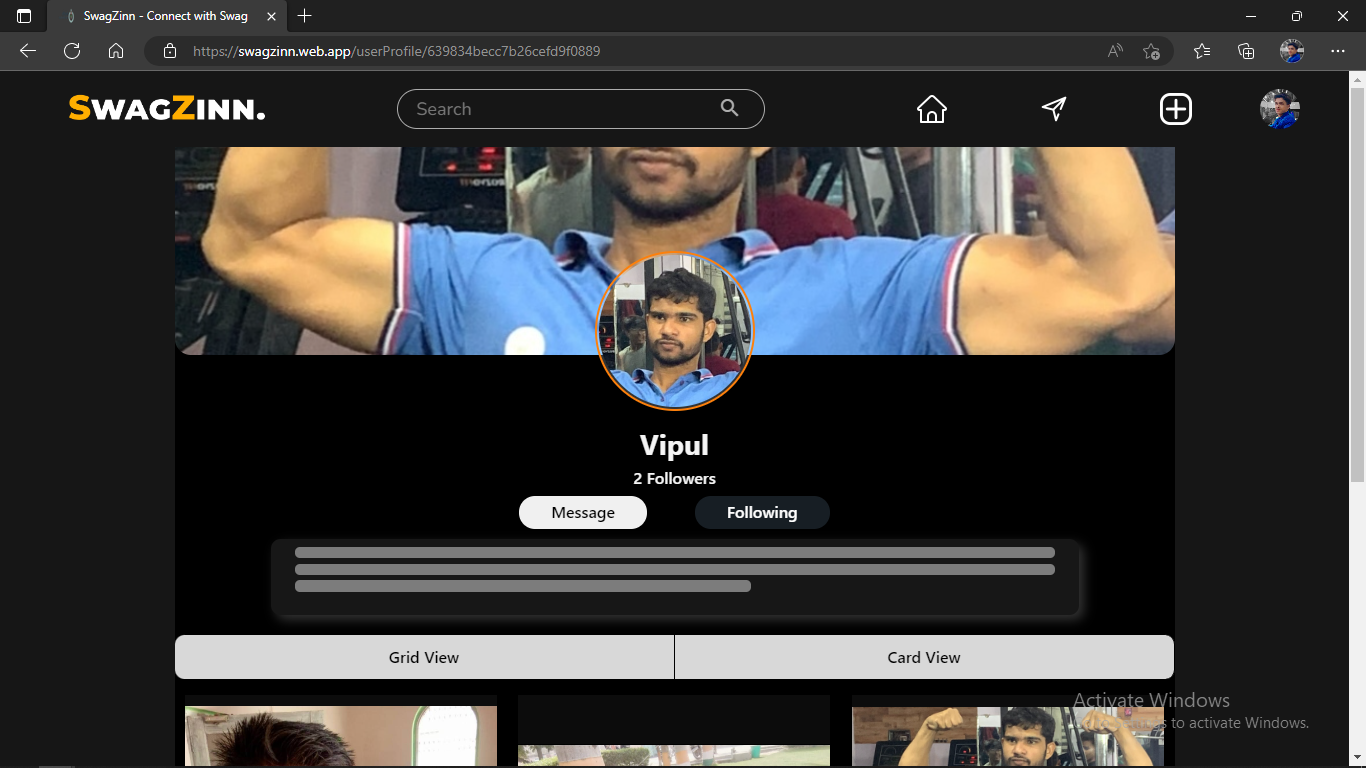 SwagZinn - Connect with Swag
https://swagzinn.web.app/userProfile/639834becc7b26cefd9f0889
SWAGZINN.
Search
Vipul
2 Followers
Message
Following
Grid View
Card View
Activate Windows
to activate Windows.